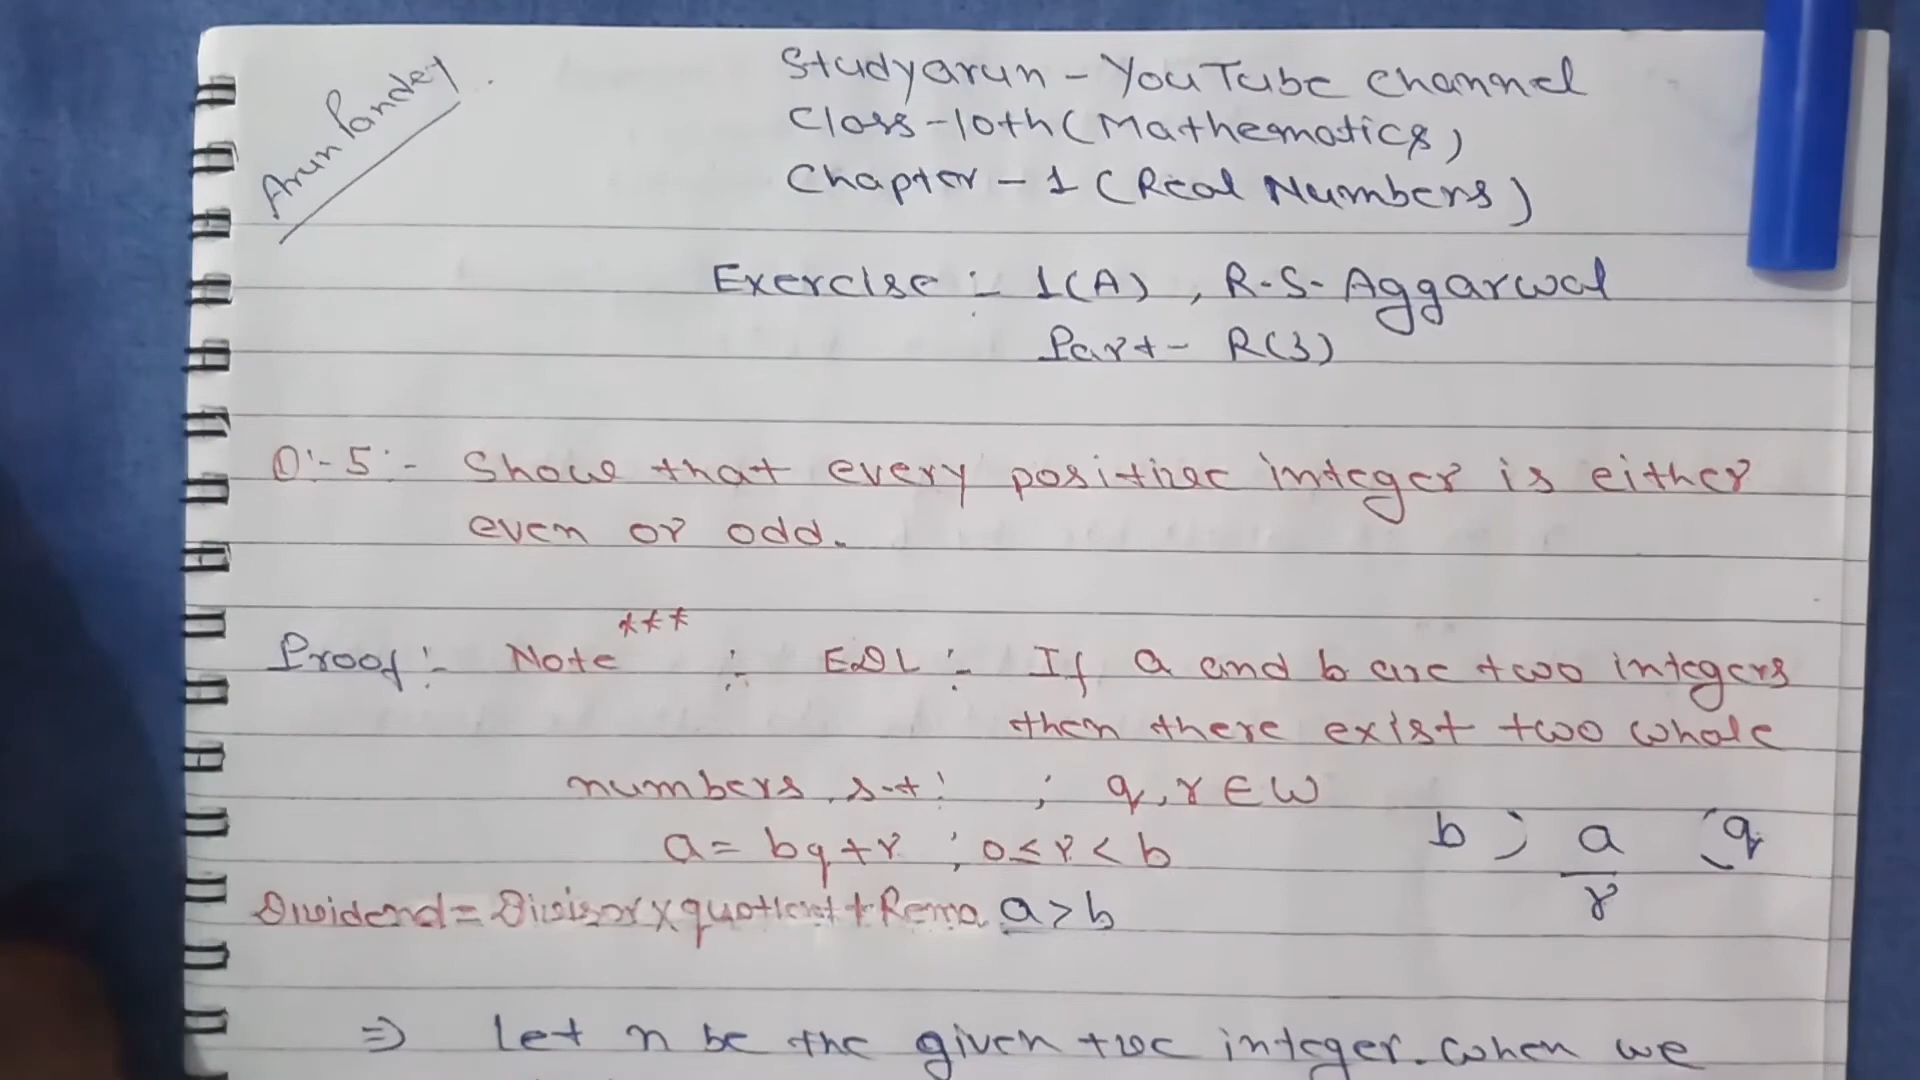 Arun Pandey.
Studyarun - YouTube Channel
Class-10th (Mathematics)
Chapter - 1 (Real Numbers)
Exercise :- 1(A), R.S. Aggarwal
Part - R(3)
Q:-5:- Show that every positive integer is either
even or odd.
Proof:- Note *** :- EDL :- If a and b are two integers
then there exist two whole
numbers s.t: ; q, r ∈ W
a = bq + r ; 0 ≤ r < b
b ) a ( q
r
Dividend = Divisor x quotient + Rema a > b
⇒ Let n be the given +ve integer. when we